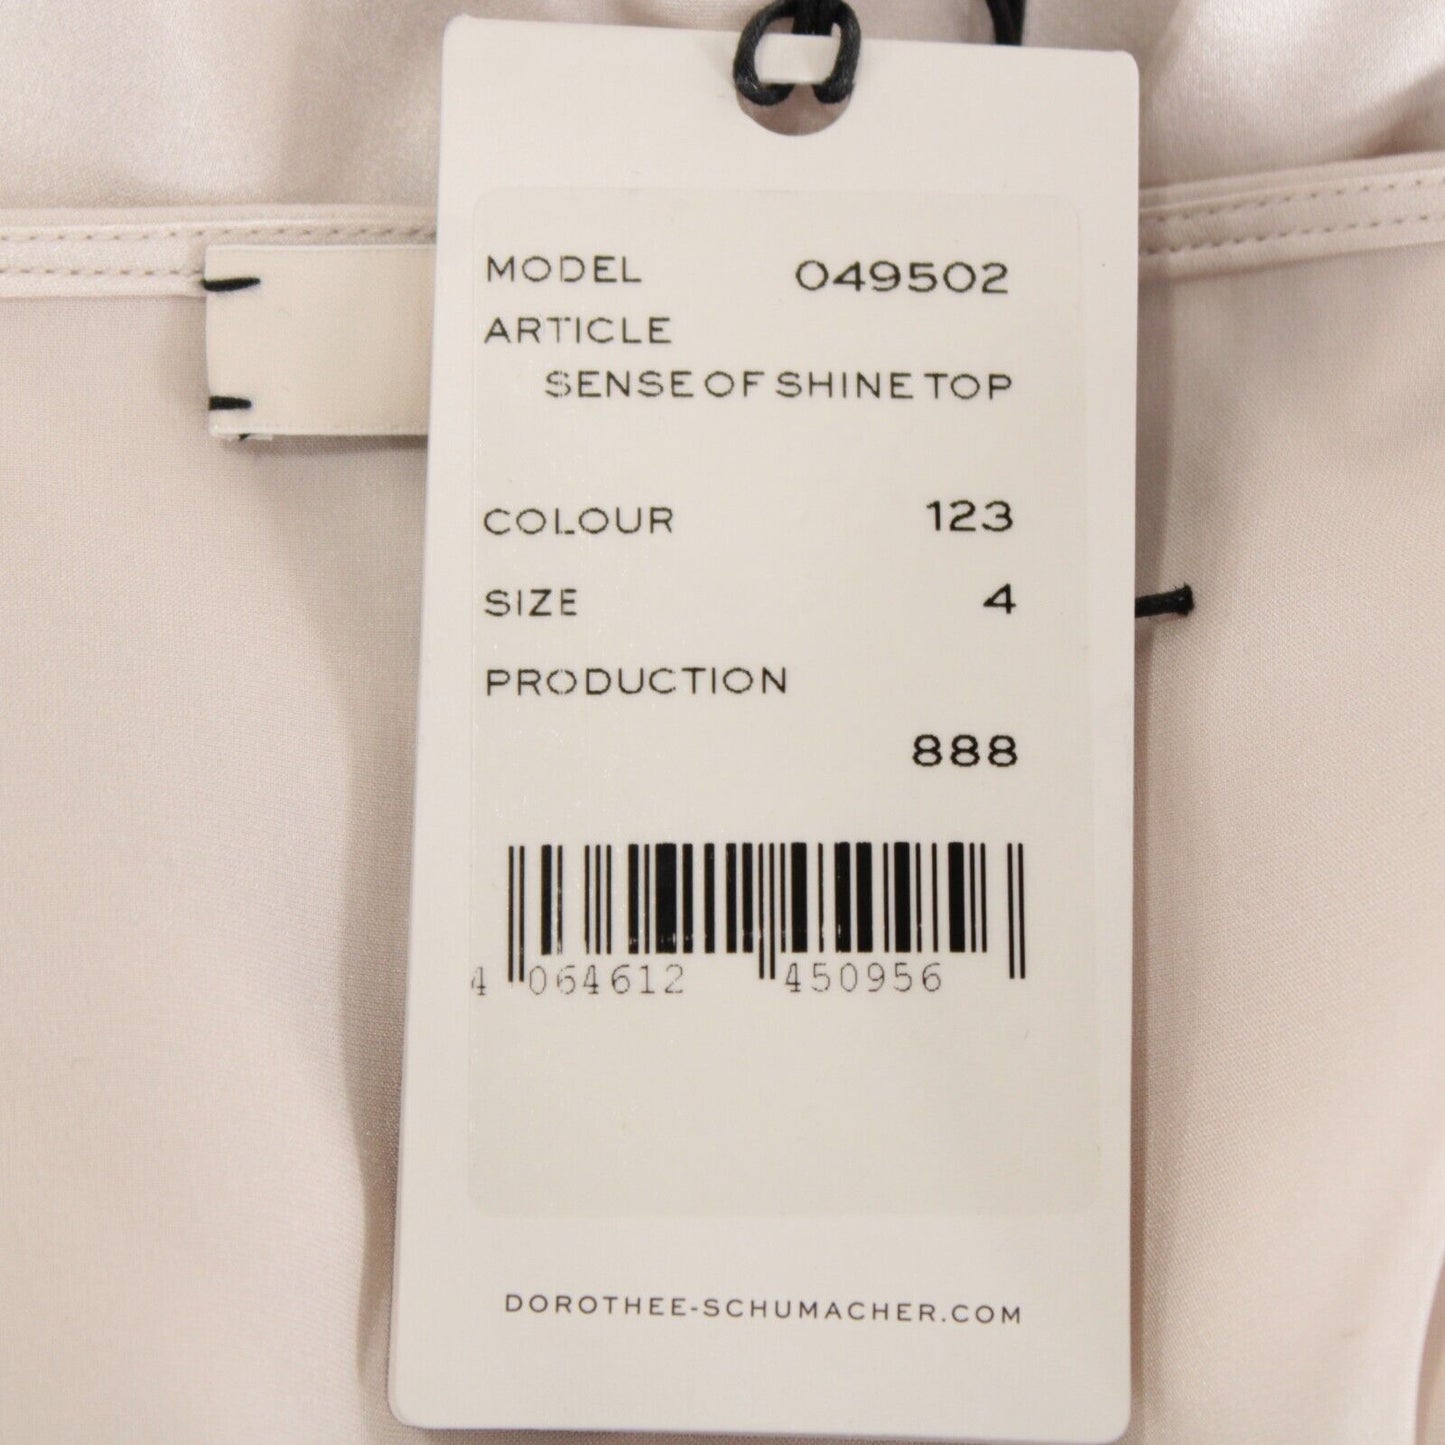 MODEL 049502
ARTICLE
SENSE OF SHINE TOP
COLOUR 123
SIZE 4
PRODUCTION
888
4 064612 450956
DOROTHEE-SCHUMACHER.COM